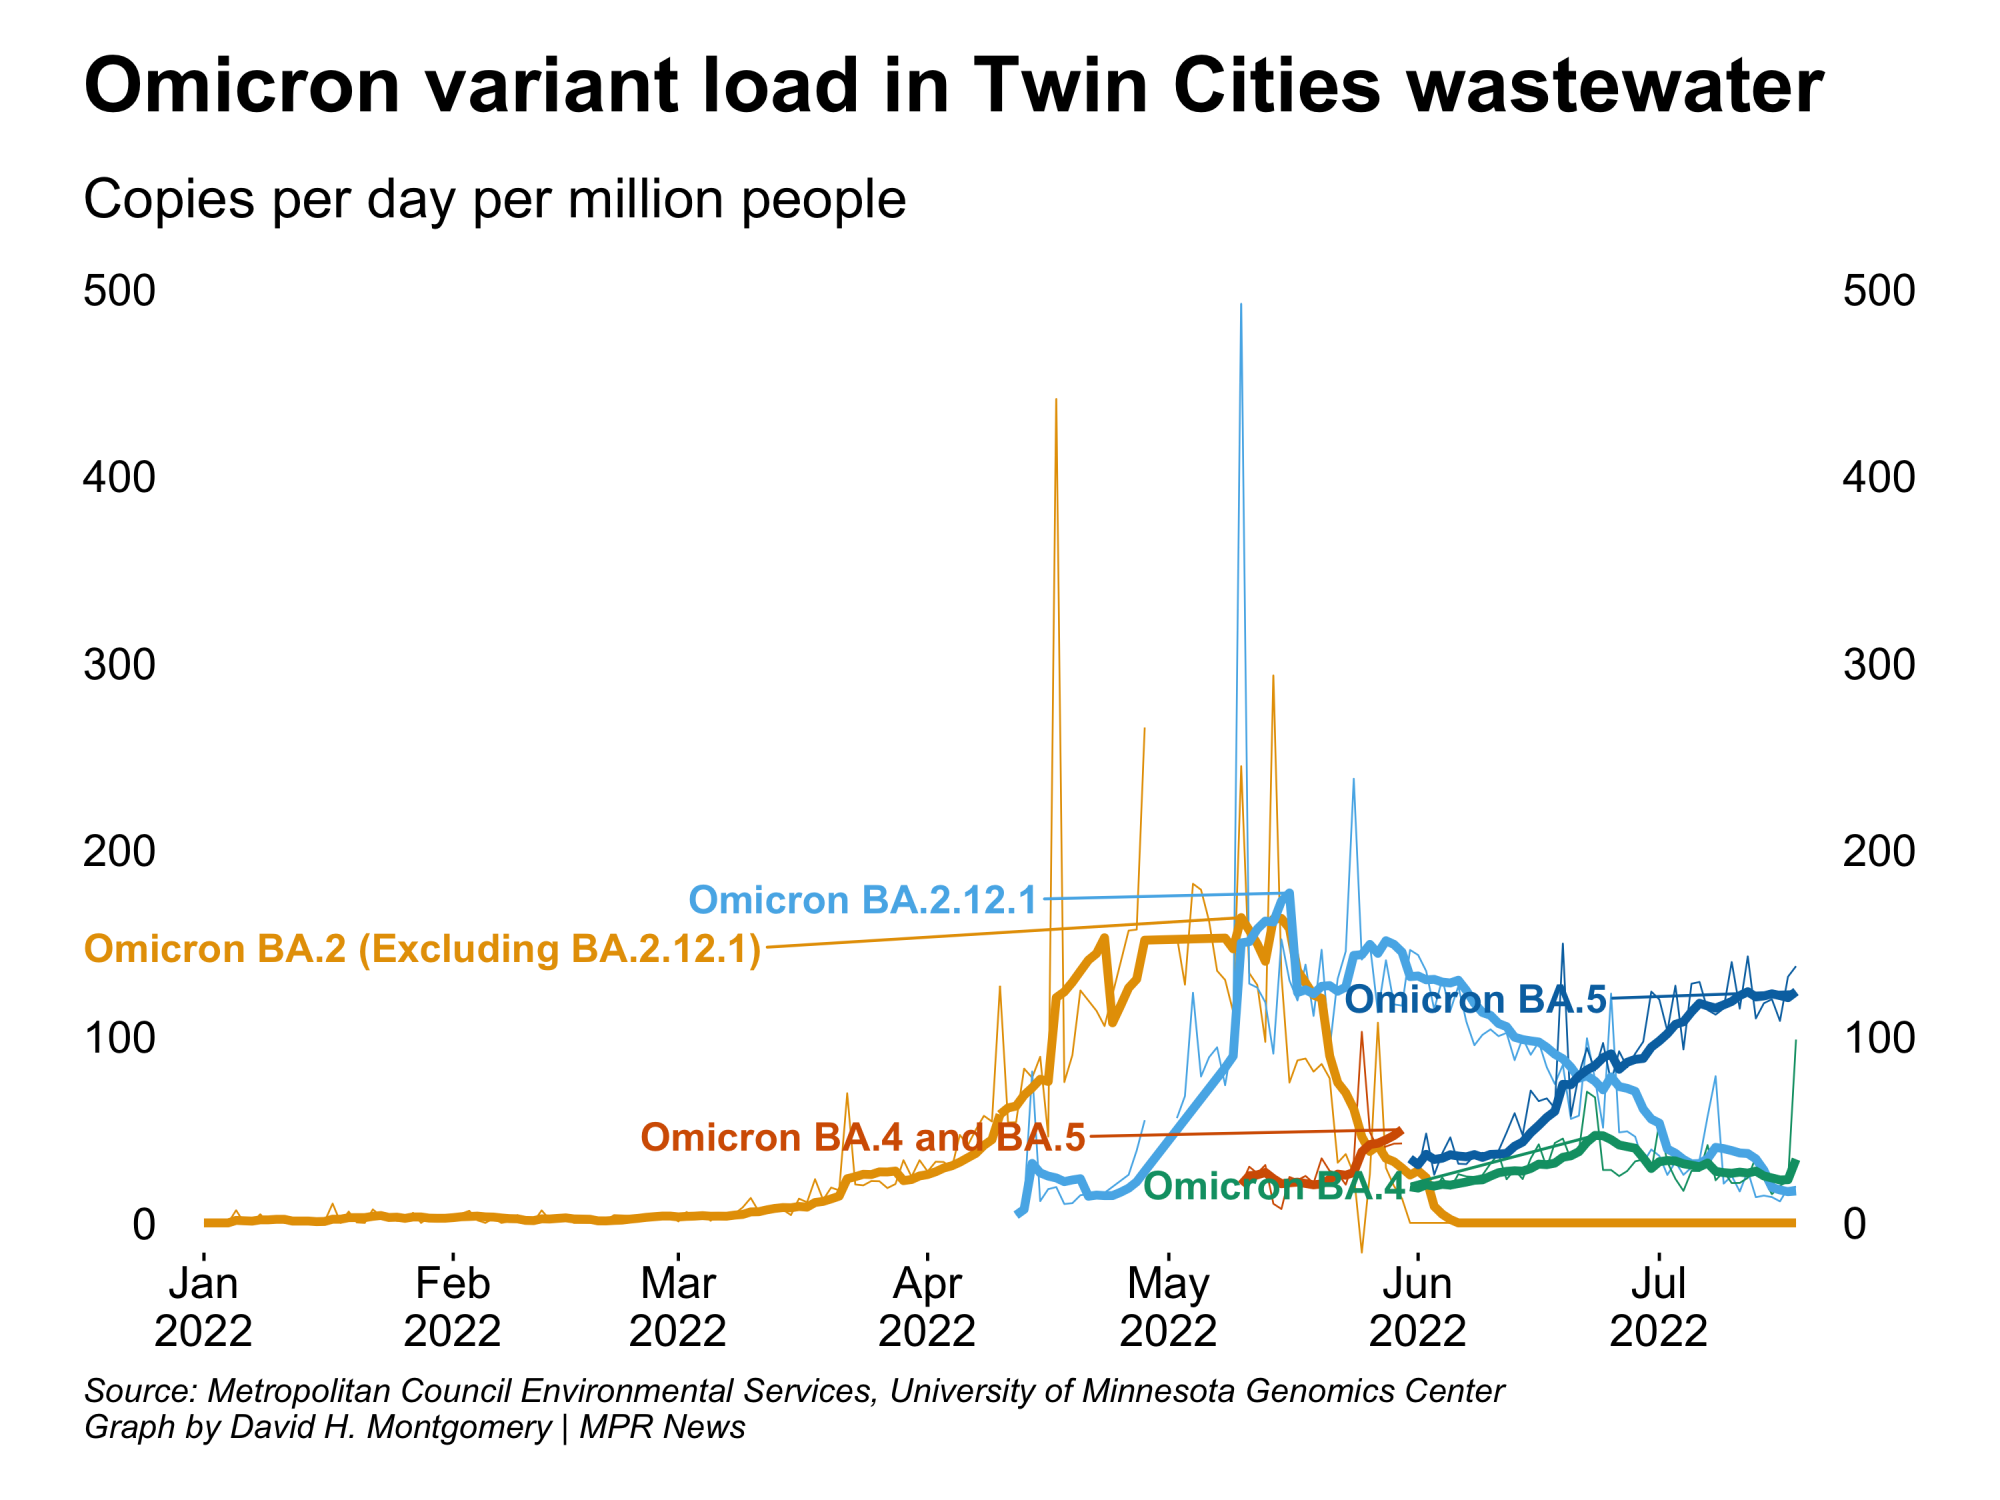 Omicron variant load in Twin Cities wastewater
Copies per day per million people
500 500
400 400
300 300
200 200
Omicron BA.2.12.1
Omicron BA.2 (Excluding BA.2.12.1)
Omicron BA.5
100 100
Omicron BA.4 and BA.5
Omicron BA.4
0 0
Jan Feb Mar Apr May Jun Jul
2022 2022 2022 2022 2022 2022 2022
Source: Metropolitan Council Environmental Services, University of Minnesota Genomics Center
Graph by David H. Montgomery | MPR News